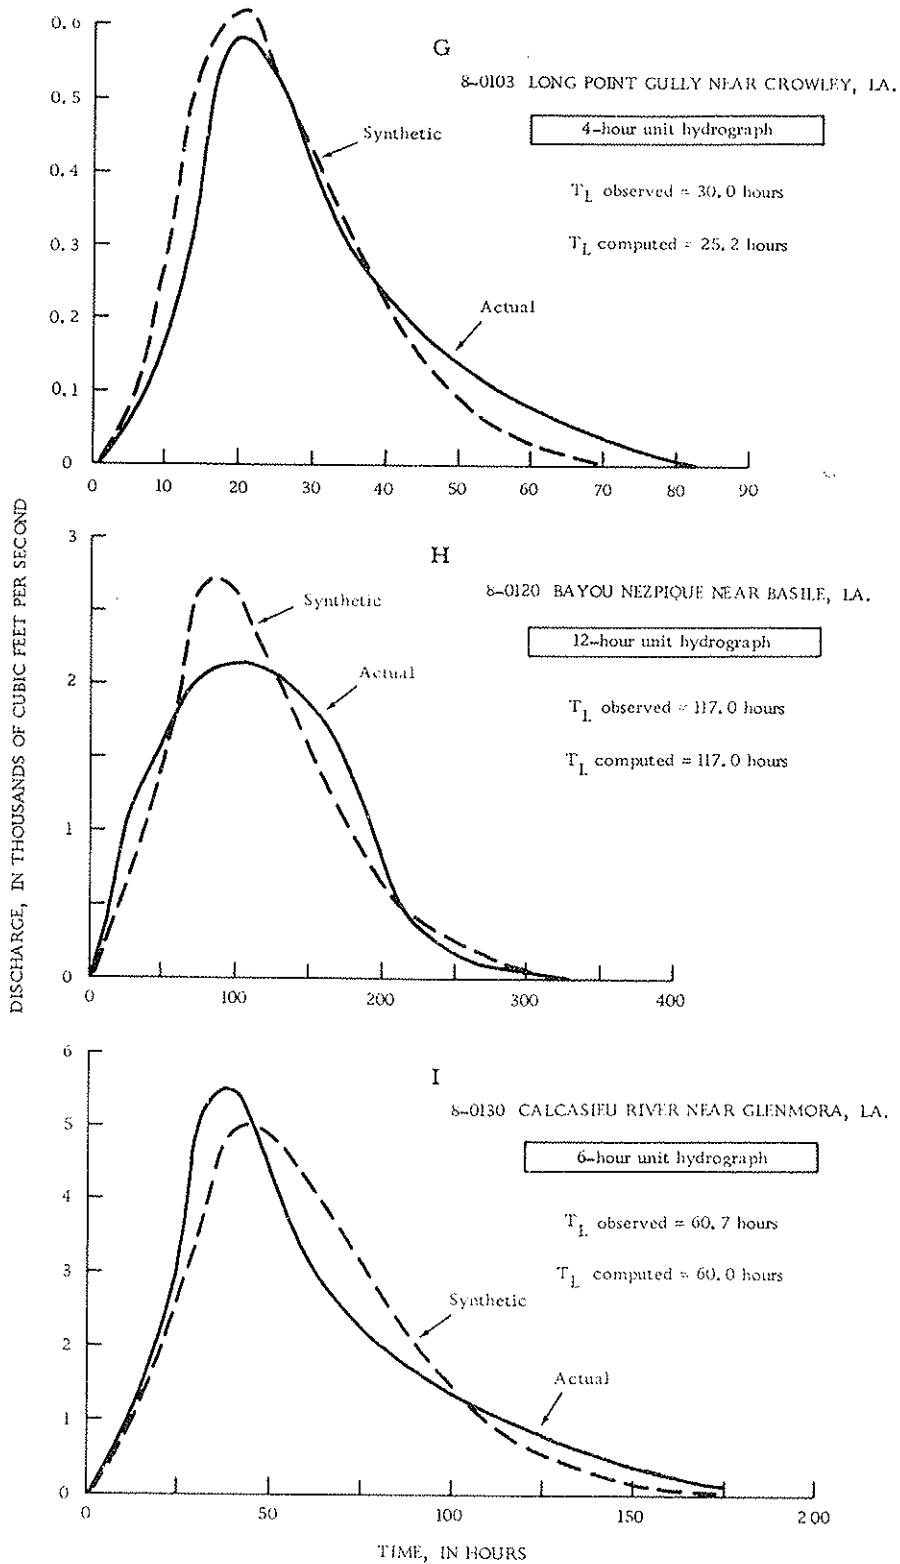 DISCHARGE, IN THOUSANDS OF CUBIC FEET PER SECOND
G
8-0103 LONG POINT GULLY NEAR CROWLEY, LA.
4-hour unit hydrograph
TL observed = 30.0 hours
TL computed = 25.2 hours
Synthetic
Actual
0.6
0.5
0.4
0.3
0.2
0.1
0
0 10 20 30 40 50 60 70 80 90
H
8-0120 BAYOU NEZPIQUE NEAR BASILE, LA.
12-hour unit hydrograph
TL observed = 117.0 hours
TL computed = 117.0 hours
Synthetic
Actual
3
2
1
0
0 100 200 300 400
I
8-0130 CALCASIEU RIVER NEAR GLENMORA, LA.
6-hour unit hydrograph
TL observed = 60.7 hours
TL computed = 60.0 hours
Synthetic
Actual
6
5
4
3
2
1
0
0 50 100 150 200
TIME, IN HOURS